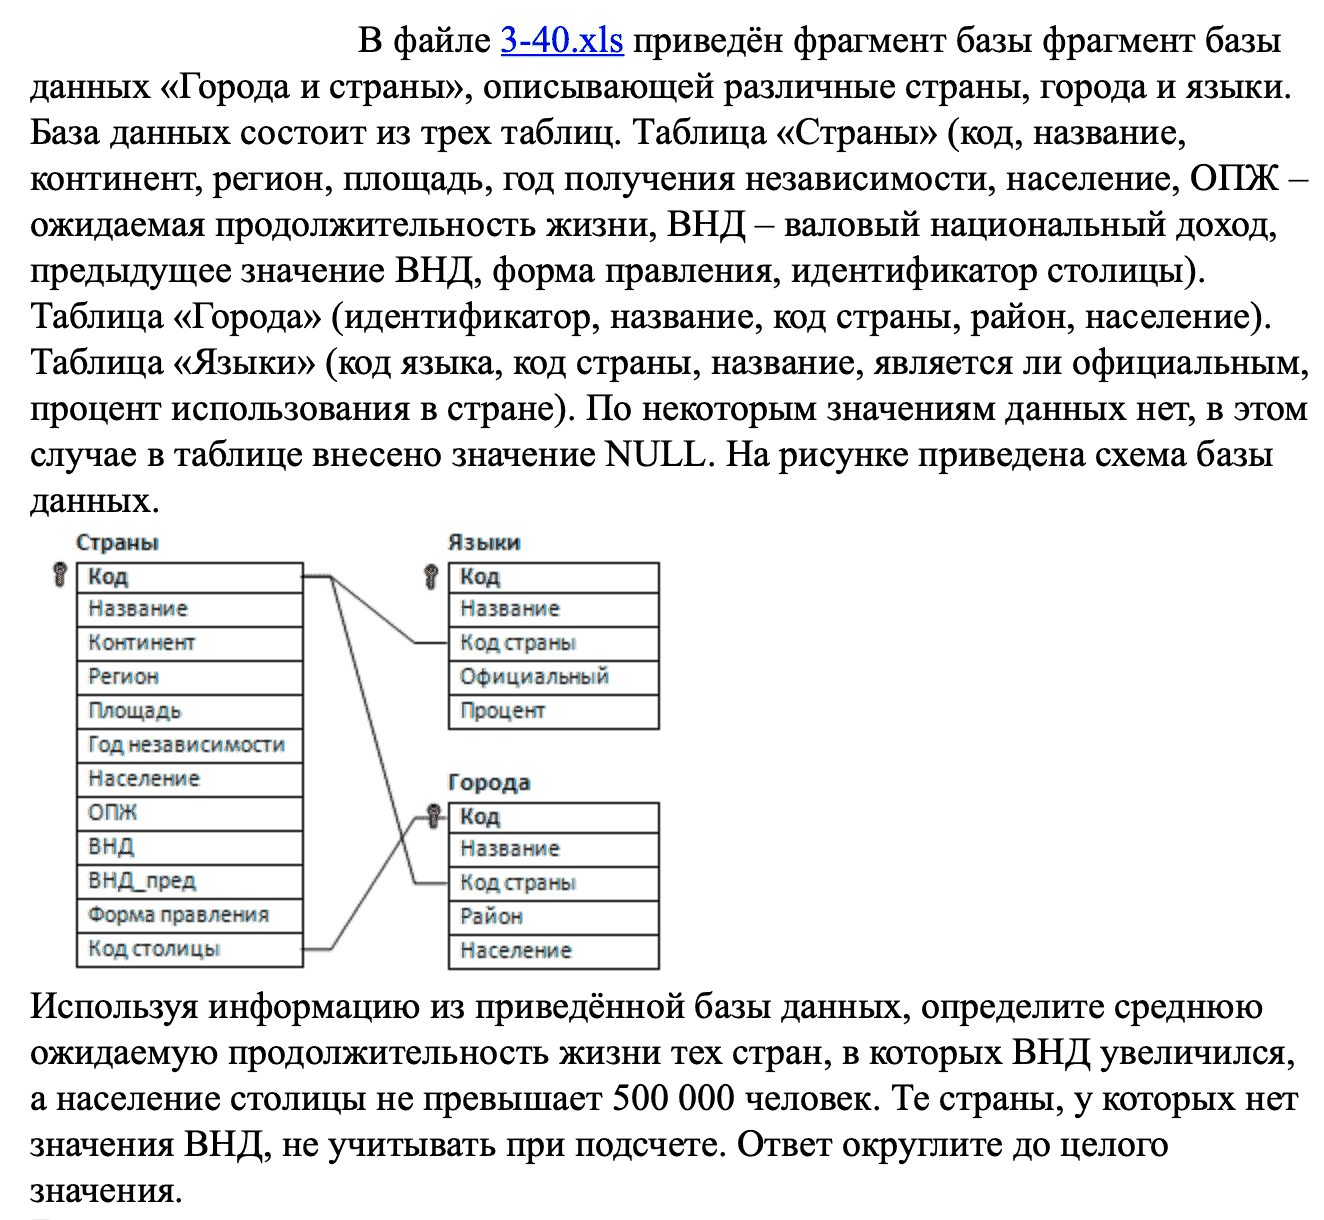 В файле 3-40.xls приведён фрагмент базы фрагмент базы
данных «Города и страны», описывающей различные страны, города и языки.
База данных состоит из трех таблиц. Таблица «Страны» (код, название,
континент, регион, площадь, год получения независимости, население, ОПЖ –
ожидаемая продолжительность жизни, ВНД – валовый национальный доход,
предыдущее значение ВНД, форма правления, идентификатор столицы).
Таблица «Города» (идентификатор, название, код страны, район, население).
Таблица «Языки» (код языка, код страны, название, является ли официальным,
процент использования в стране). По некоторым значениям данных нет, в этом
случае в таблице внесено значение NULL. На рисунке приведена схема базы
данных.
Страны
Код
Название
Континент
Регион
Площадь
Год независимости
Население
ОПЖ
ВНД
ВНД_пред
Форма правления
Код столицы
Языки
Код
Название
Код страны
Официальный
Процент
Города
Код
Название
Код страны
Район
Население
Используя информацию из приведённой базы данных, определите среднюю
ожидаемую продолжительность жизни тех стран, в которых ВНД увеличился,
а население столицы не превышает 500 000 человек. Те страны, у которых нет
значения ВНД, не учитывать при подсчете. Ответ округлите до целого
значения.